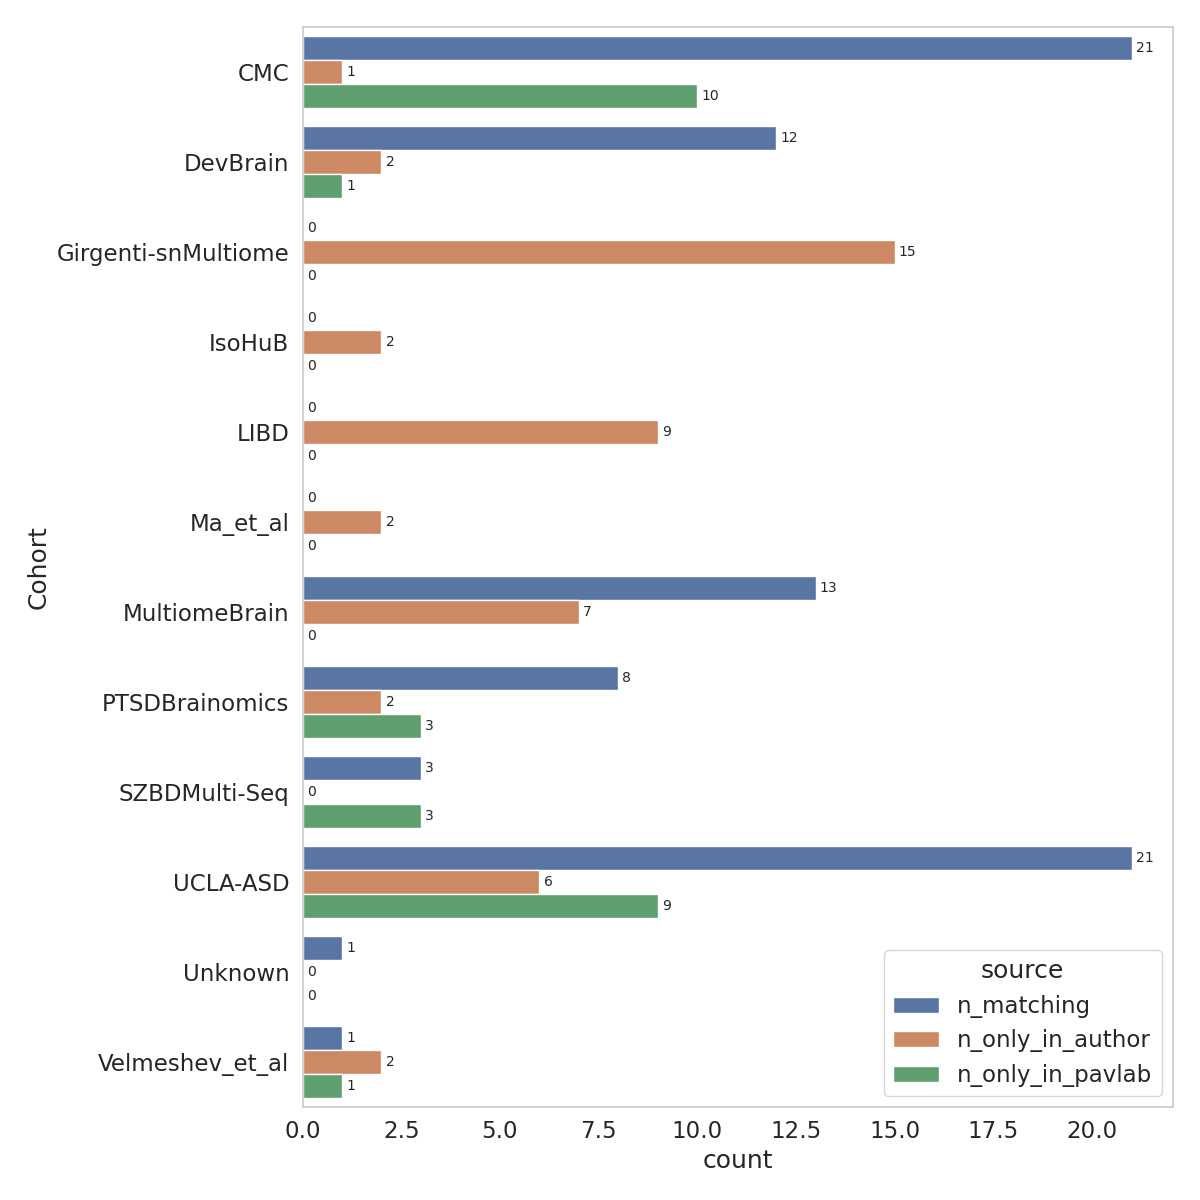 CMC
21
1
10
DevBrain
12
2
1
Girgenti-snMultiome
0
15
0
IsoHuB
0
2
0
LIBD
0
9
0
Ma_et_al
0
2
0
MultiomeBrain
13
7
0
PTSDBrainomics
8
2
3
SZBDMulti-Seq
3
0
3
UCLA-ASD
21
6
9
Unknown
1
0
0
Velmeshev_et_al
1
2
1
Cohort
0.0 2.5 5.0 7.5 10.0 12.5 15.0 17.5 20.0
count
source
n_matching
n_only_in_author
n_only_in_pavlab